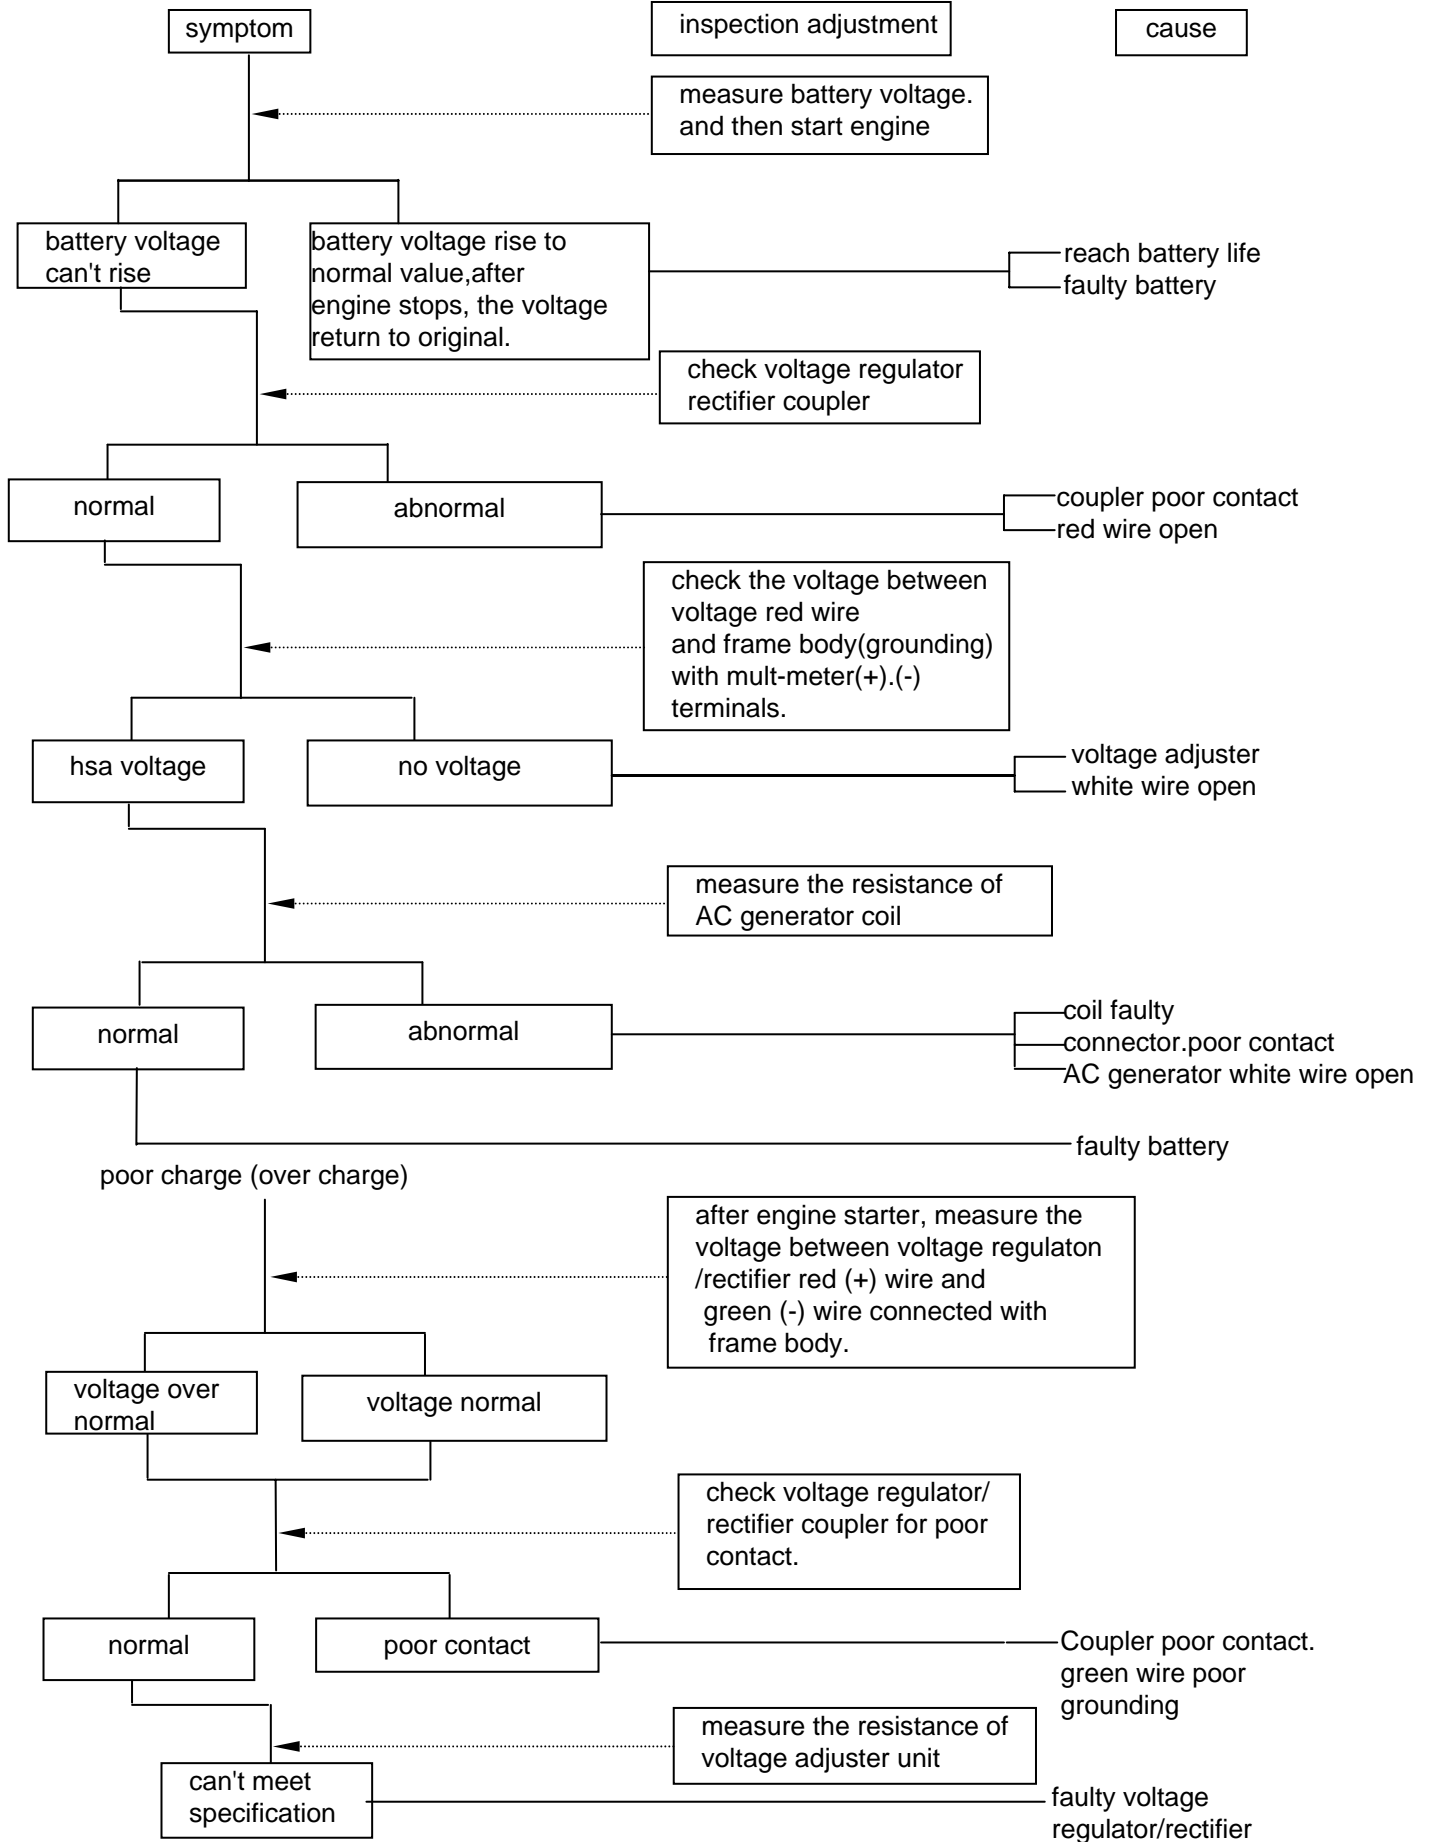 symptom
inspection adjustment
cause
measure battery voltage.
and then start engine
battery voltage
can't rise
battery voltage rise to
normal value,after
engine stops, the voltage
return to original.
reach battery life
faulty battery
check voltage regulator
rectifier coupler
normal
abnormal
coupler poor contact
red wire open
check the voltage between
voltage red wire
and frame body(grounding)
with mult-meter(+).(-)
terminals.
hsa voltage
no voltage
voltage adjuster
white wire open
measure the resistance of
AC generator coil
normal
abnormal
coil faulty
connector.poor contact
AC generator white wire open
faulty battery
poor charge (over charge)
after engine starter, measure the
voltage between voltage regulaton
/rectifier red (+) wire and
green (-) wire connected with
frame body.
voltage over
normal
voltage normal
check voltage regulator/
rectifier coupler for poor
contact.
normal
poor contact
Coupler poor contact.
green wire poor
grounding
measure the resistance of
voltage adjuster unit
can't meet
specification
faulty voltage
regulator/rectifier